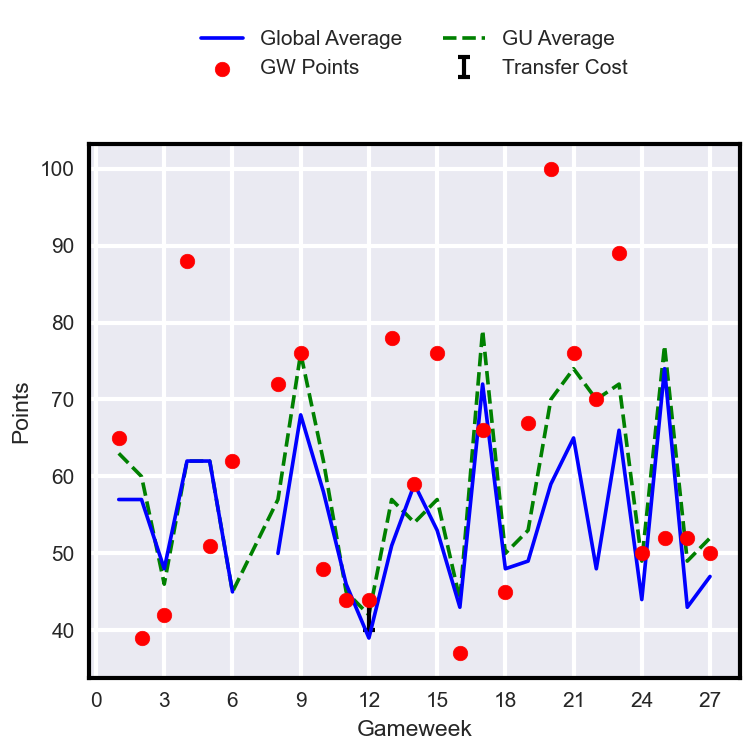 Global Average
GU Average
GW Points
Transfer Cost
100
90
80
70
60
50
40
Points
0 3 6 9 12 15 18 21 24 27
Gameweek